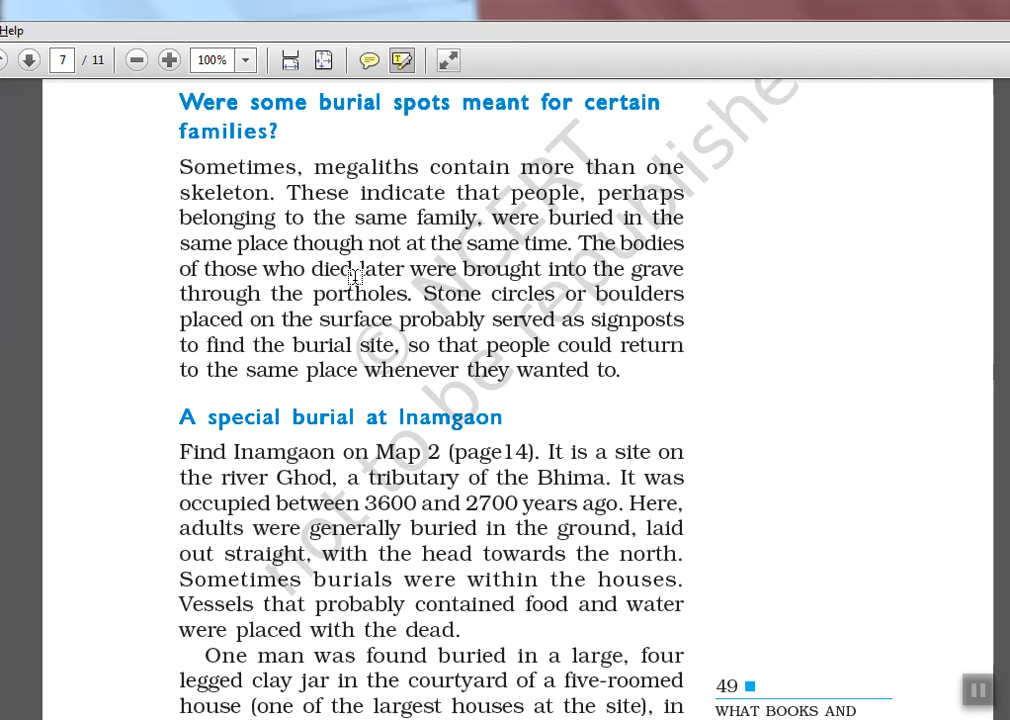 Help
7 / 11
100%
Were some burial spots meant for certain
families?
Sometimes, megaliths contain more than one
skeleton. These indicate that people, perhaps
belonging to the same family, were buried in the
same place though not at the same time. The bodies
of those who died later were brought into the grave
through the portholes. Stone circles or boulders
placed on the surface probably served as signposts
to find the burial site, so that people could return
to the same place whenever they wanted to.
A special burial at Inamgaon
Find Inamgaon on Map 2 (page14). It is a site on
the river Ghod, a tributary of the Bhima. It was
occupied between 3600 and 2700 years ago. Here,
adults were generally buried in the ground, laid
out straight, with the head towards the north.
Sometimes burials were within the houses.
Vessels that probably contained food and water
were placed with the dead.
One man was found buried in a large, four
legged clay jar in the courtyard of a five-roomed
house (one of the largest houses at the site), in
49
WHAT BOOKS AND
© NCERT
not to be republishe